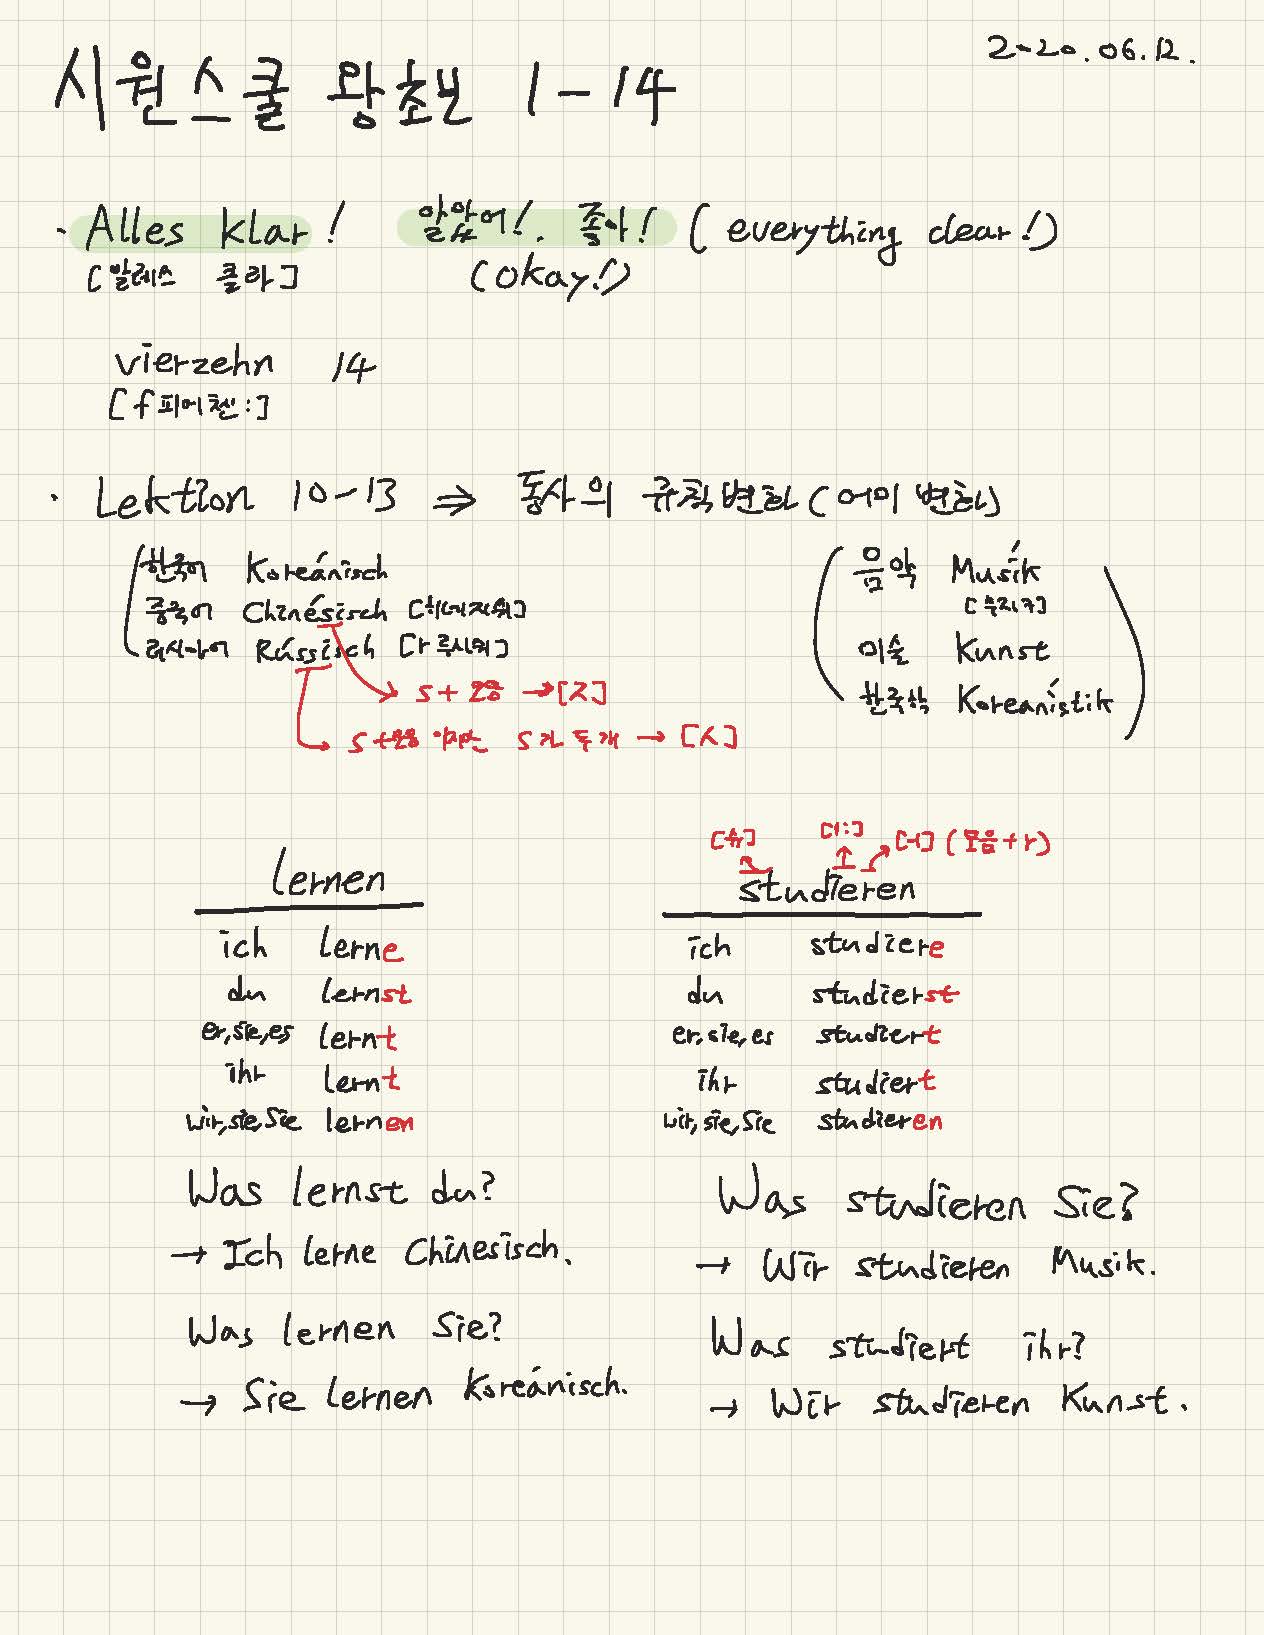 2020.06.12.
시원스쿨 왕초보 1-14
· Alles klar! 알았어!. 좋아! (everything clear!)
[알레스 클라] (okay!)
vierzehn 14
[f피어첸:]
· Lektion 10-13 ⇒ 동사의 규칙변화(어미 변화)
한국어 Koreánisch
중국어 Chinésisch [히네지쉬]
러시아어 Rússisch [r루시쉬]
s+모음 → [ㅈ]
s+모음 이지만 s가 두개 → [ㅅ]
음악 Musík
[무지크]
미술 Kunst
한국학 Koreanístik
lernen
ich lerne
du lernst
er,sie,es lernt
ihr lernt
wir,sie,Sie lernen
Was lernst du?
→ Ich lerne Chinesisch.
Was lernen Sie?
→ Sie lernen Koreánisch.
[슈] [ㅣ:] [ㅓ] (모음+r)
studieren
ich studiere
du studierst
er,sie,es studiert
ihr studiert
wir,sie,Sie studieren
Was studieren Sie?
→ Wir studieren Musik.
Was studiert ihr?
→ Wir studieren Kunst.